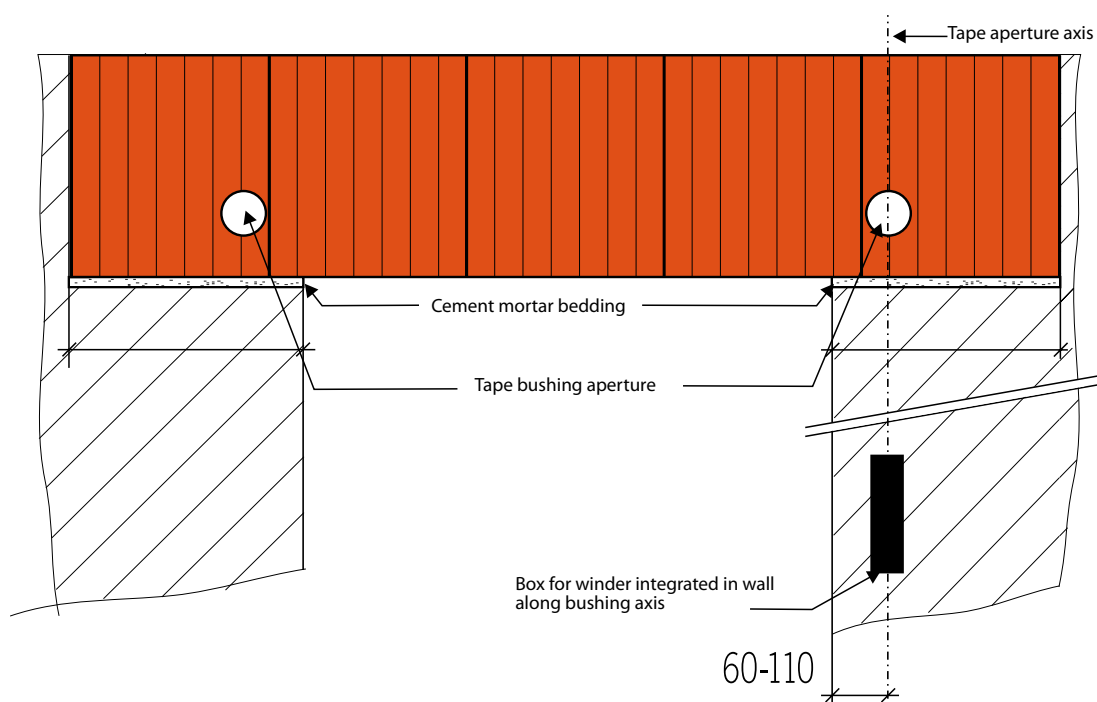 Tape aperture axis
Cement mortar bedding
Tape bushing aperture
Box for winder integrated in wall
along bushing axis
60-110